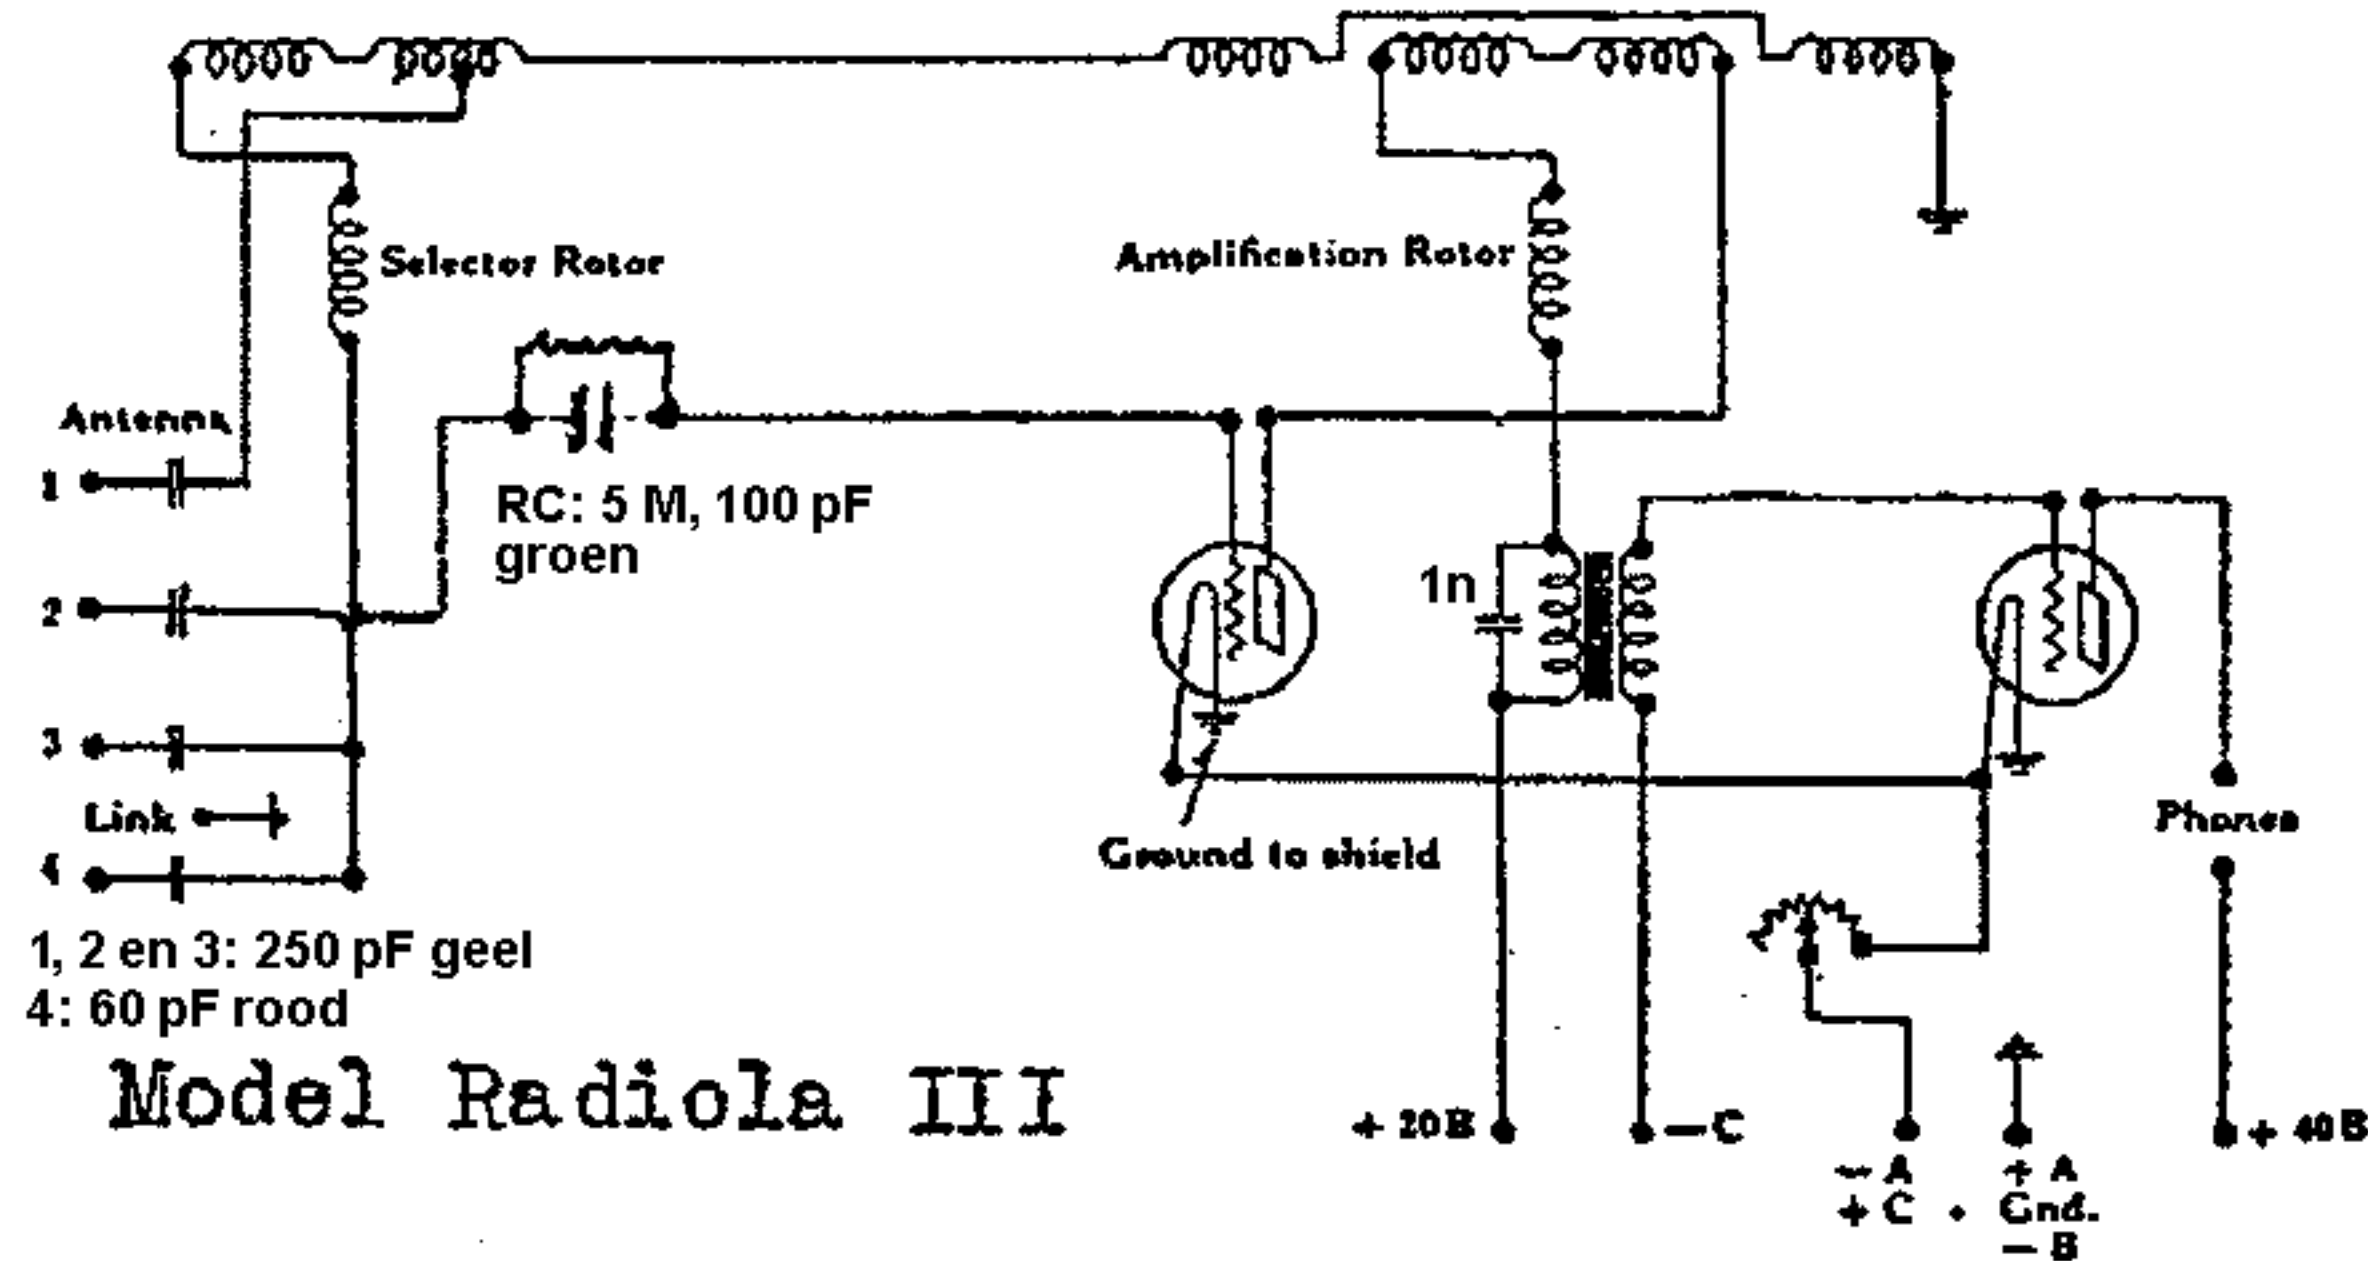 Selector Rotor
Amplification Rotor
Antenna
1
RC: 5 M, 100 pF
groen
1n
2
3
Link
Phones
Ground to shield
4
1, 2 en 3: 250 pF geel
4: 60 pF rood
Model Radiola III
+ 20B
— C
+ 40B
— A
+ A
+ C
Gnd.
— B